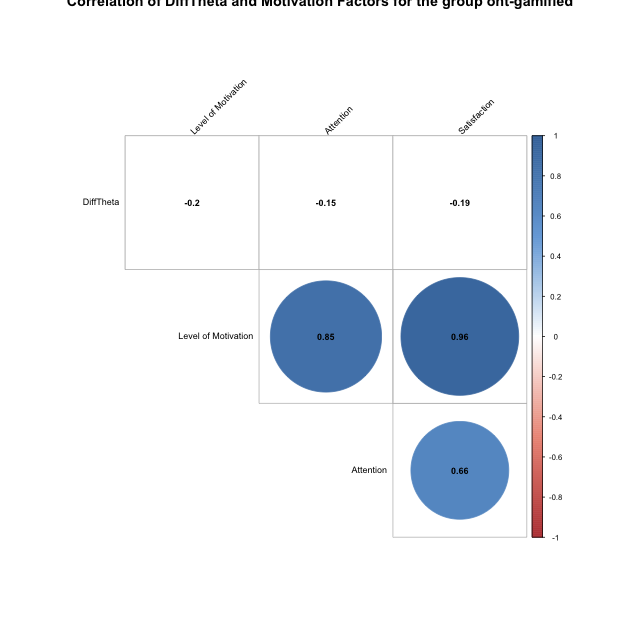 Correlation of DiffTheta and Motivation Factors for the group ont-gamified
Level of Motivation
Attention
Satisfaction
DiffTheta
-0.2
-0.15
-0.19
Level of Motivation
0.85
0.96
Attention
0.66
1
0.8
0.6
0.4
0.2
0
-0.2
-0.4
-0.6
-0.8
-1